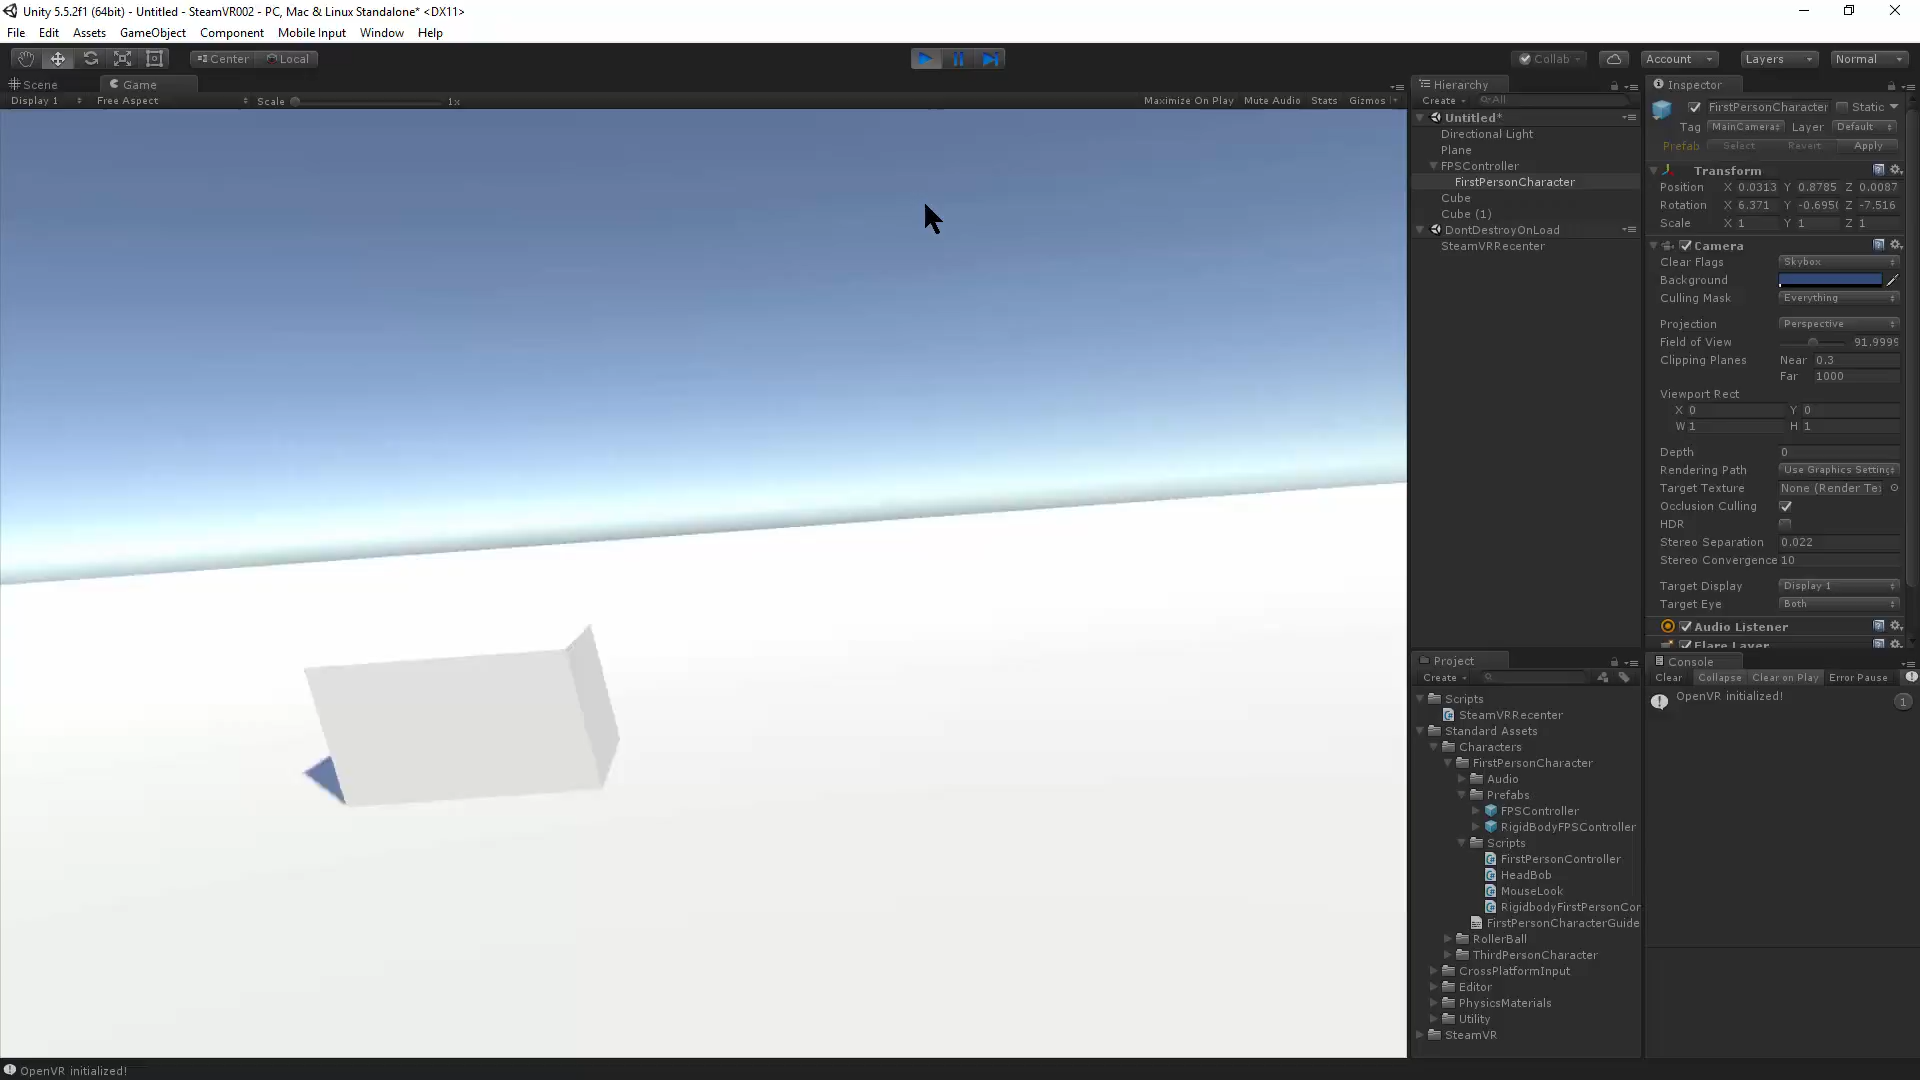 Unity 5.5.2f1 (64bit) - Untitled - SteamVR002 - PC, Mac & Linux Standalone* <DX11>
File Edit Assets GameObject Component Mobile Input Window Help
Center Local
Collab Account Layers Normal
Scene Game
Display 1 Free Aspect Scale 1x Maximize On Play Mute Audio Stats Gizmos
Hierarchy
Create All
Untitled*
Directional Light
Plane
FPSController
FirstPersonCharacter
Cube
Cube (1)
DontDestroyOnLoad
SteamVRRecenter
Inspector
FirstPersonCharacter Static
Tag MainCamera Layer Default
Prefab Select Revert Apply
Transform
Position X 0.0313 Y 0.8785 Z 0.0087
Rotation X 6.371 Y -0.695 Z -7.516
Scale X 1 Y 1 Z 1
Camera
Clear Flags Skybox
Background
Culling Mask Everything
Projection Perspective
Field of View 91.9999
Clipping Planes Near 0.3
Far 1000
Viewport Rect
X 0 Y 0
W 1 H 1
Depth 0
Rendering Path Use Graphics Setting
Target Texture None (Render Te
Occlusion Culling
HDR
Stereo Separation 0.022
Stereo Convergence 10
Target Display Display 1
Target Eye Both
Audio Listener
Flare Layer
Project
Create
Scripts
SteamVRRecenter
Standard Assets
Characters
FirstPersonCharacter
Audio
Prefabs
FPSController
RigidBodyFPSController
Scripts
FirstPersonController
HeadBob
MouseLook
RigidbodyFirstPersonCor
FirstPersonCharacterGuide
RollerBall
ThirdPersonCharacter
CrossPlatformInput
Editor
PhysicsMaterials
Utility
SteamVR
Console
Clear Collapse Clear on Play Error Pause
OpenVR initialized! 1
OpenVR initialized!